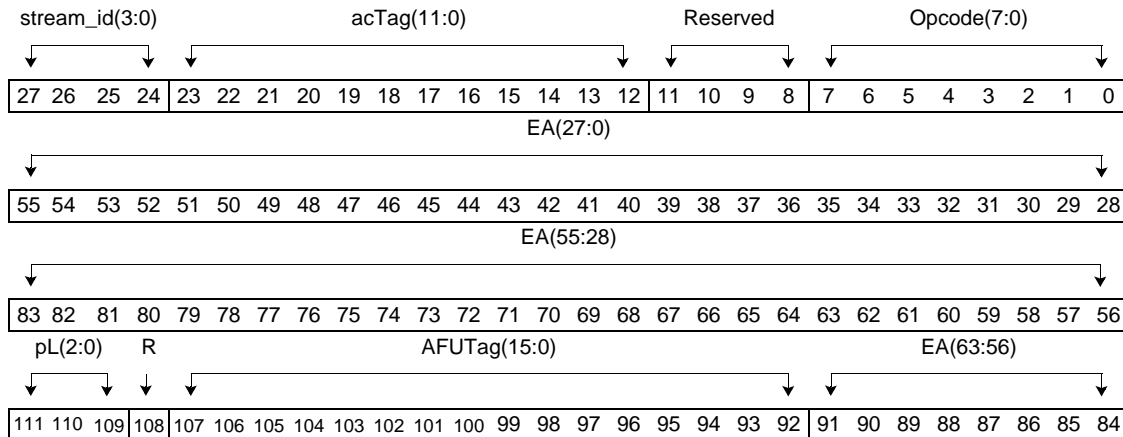 stream_id(3:0) acTag(11:0) Reserved Opcode(7:0)
27 26 25 24 23 22 21 20 19 18 17 16 15 14 13 12 11 10 9 8 7 6 5 4 3 2 1 0
EA(27:0)
55 54 53 52 51 50 49 48 47 46 45 44 43 42 41 40 39 38 37 36 35 34 33 32 31 30 29 28
EA(55:28)
83 82 81 80 79 78 77 76 75 74 73 72 71 70 69 68 67 66 65 64 63 62 61 60 59 58 57 56
pL(2:0) R AFUTag(15:0) EA(63:56)
111 110 109 108 107 106 105 104 103 102 101 100 99 98 97 96 95 94 93 92 91 90 89 88 87 86 85 84